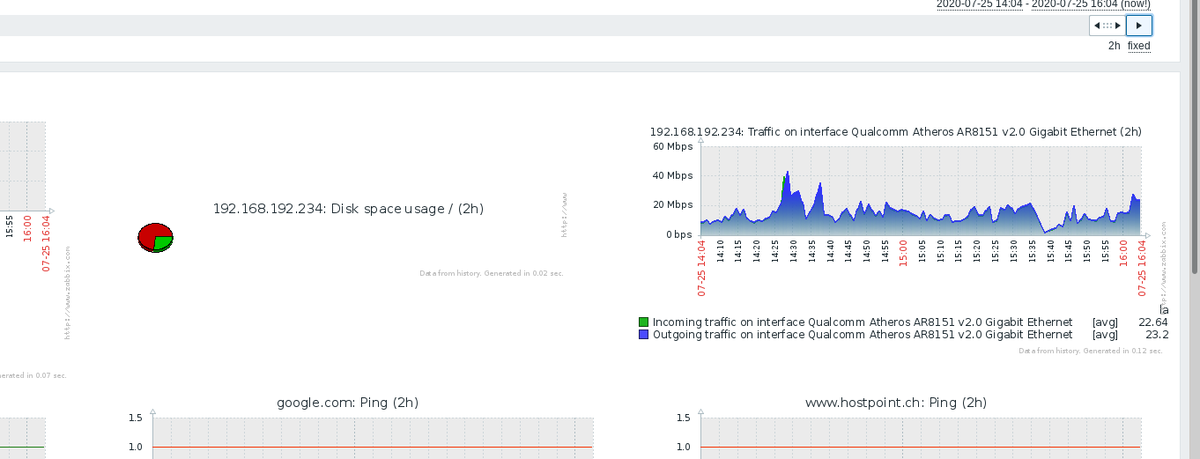 2020-07-25 14:04 - 2020-07-25 16:04 (now!)
2h fixed
15:55
16:00
07-25 16:04
http://www.zabbix.com
erated in 0.07 sec.
192.168.192.234: Disk space usage / (2h)
http://www
Data from history. Generated in 0.02 sec.
192.168.192.234: Traffic on interface Qualcomm Atheros AR8151 v2.0 Gigabit Ethernet (2h)
60 Mbps
40 Mbps
20 Mbps
0 bps
07-25 14:04
14:10
14:15
14:20
14:25
14:30
14:35
14:40
14:45
14:50
14:55
15:00
15:05
15:10
15:15
15:20
15:25
15:30
15:35
15:40
15:45
15:50
15:55
16:00
07-25 16:04
http://www.zabbix.com
la
Incoming traffic on interface Qualcomm Atheros AR8151 v2.0 Gigabit Ethernet [avg] 22.64
Outgoing traffic on interface Qualcomm Atheros AR8151 v2.0 Gigabit Ethernet [avg] 23.2
Data from history. Generated in 0.12 sec.
google.com: Ping (2h)
1.5
1.0
www.hostpoint.ch: Ping (2h)
1.5
1.0